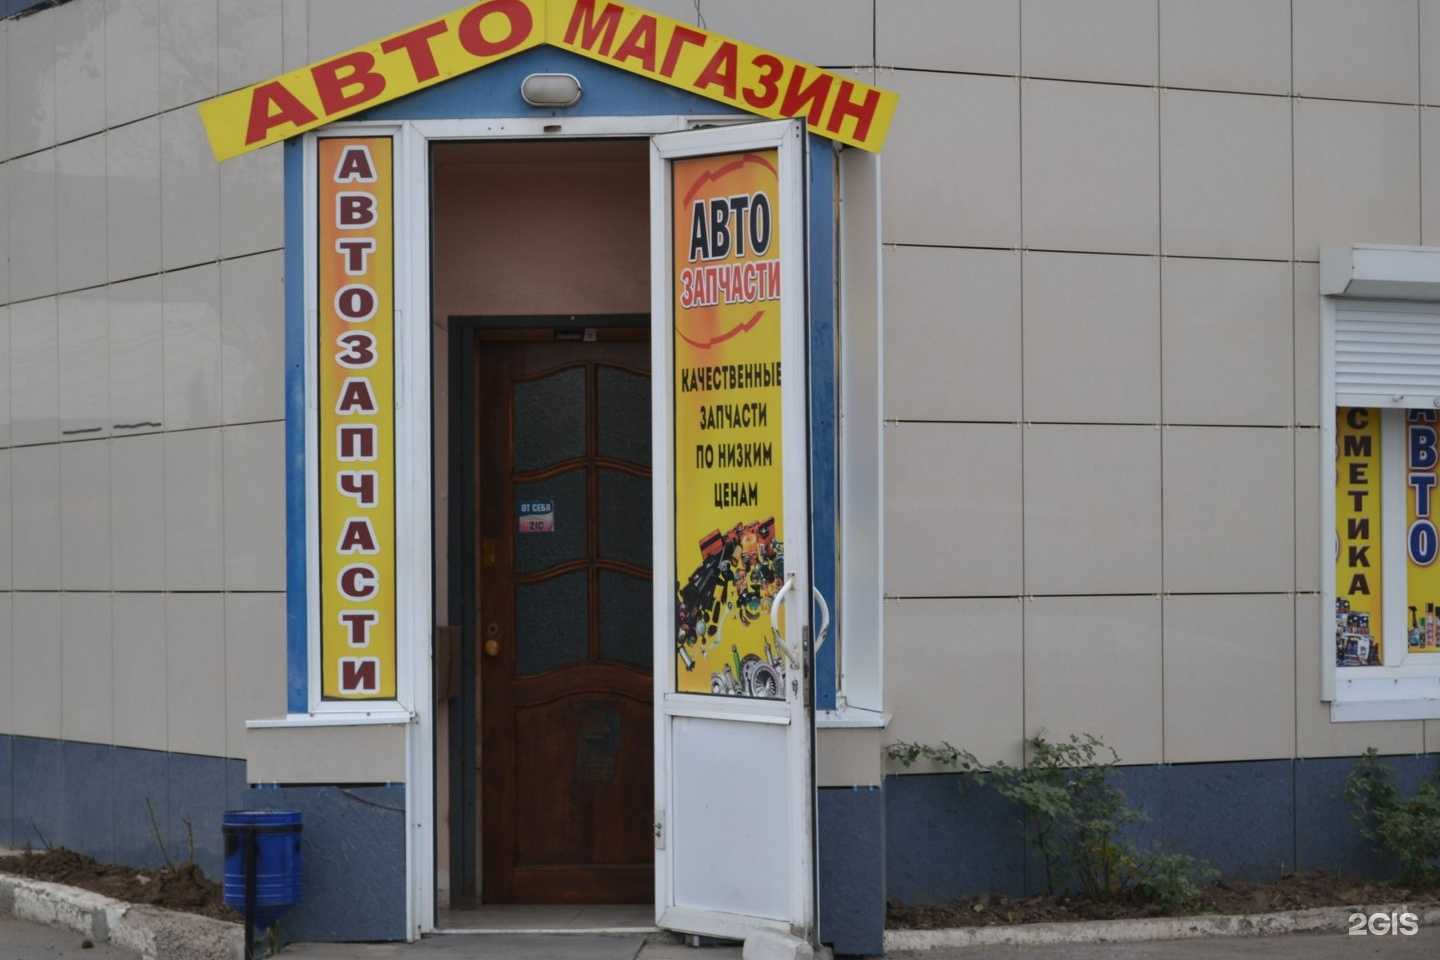 АВТО МАГАЗИН
АВТОЗАПЧАСТИ
АВТО
ЗАПЧАСТИ
КАЧЕСТВЕННЫЕ
ЗАПЧАСТИ
ПО НИЗКИМ
ЦЕНАМ
ОТ СЕБЯ
ZIC
СМЕТИКА
АВТО
2GIS